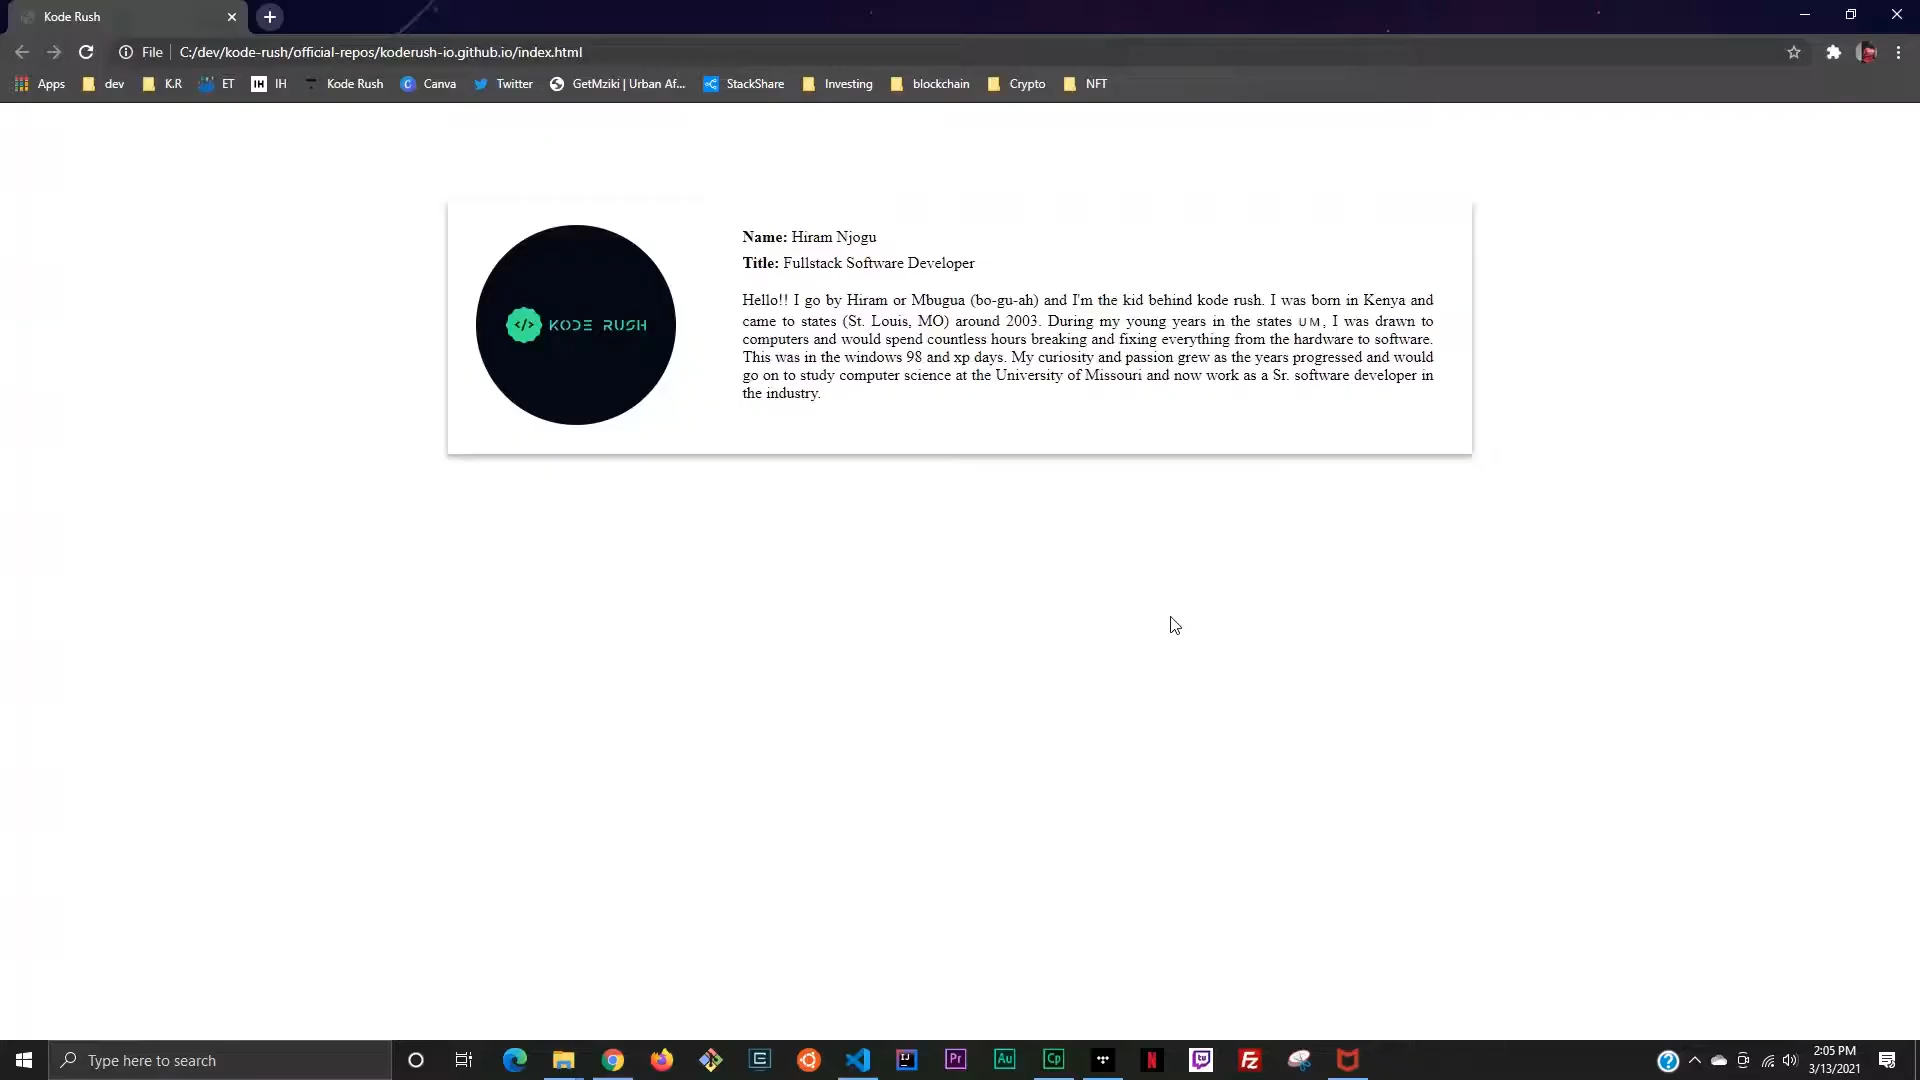 Kode Rush
File C:/dev/kode-rush/official-repos/koderush-io.github.io/index.html
Apps dev K.R ET IH IH Kode Rush Canva Twitter GetMziki | Urban Af... StackShare Investing blockchain Crypto NFT
Name: Hiram Njogu
Title: Fullstack Software Developer
</> KODE RUSH
Hello!! I go by Hiram or Mbugua (bo-gu-ah) and I'm the kid behind kode rush. I was born in Kenya and
came to states (St. Louis, MO) around 2003. During my young years in the states ᴜᴍ, I was drawn to
computers and would spend countless hours breaking and fixing everything from the hardware to software.
This was in the windows 98 and xp days. My curiosity and passion grew as the years progressed and would
go on to study computer science at the University of Missouri and now work as a Sr. software developer in
the industry.
Type here to search
IJ Pr Au Cp N FZ
2:05 PM
3/13/2021